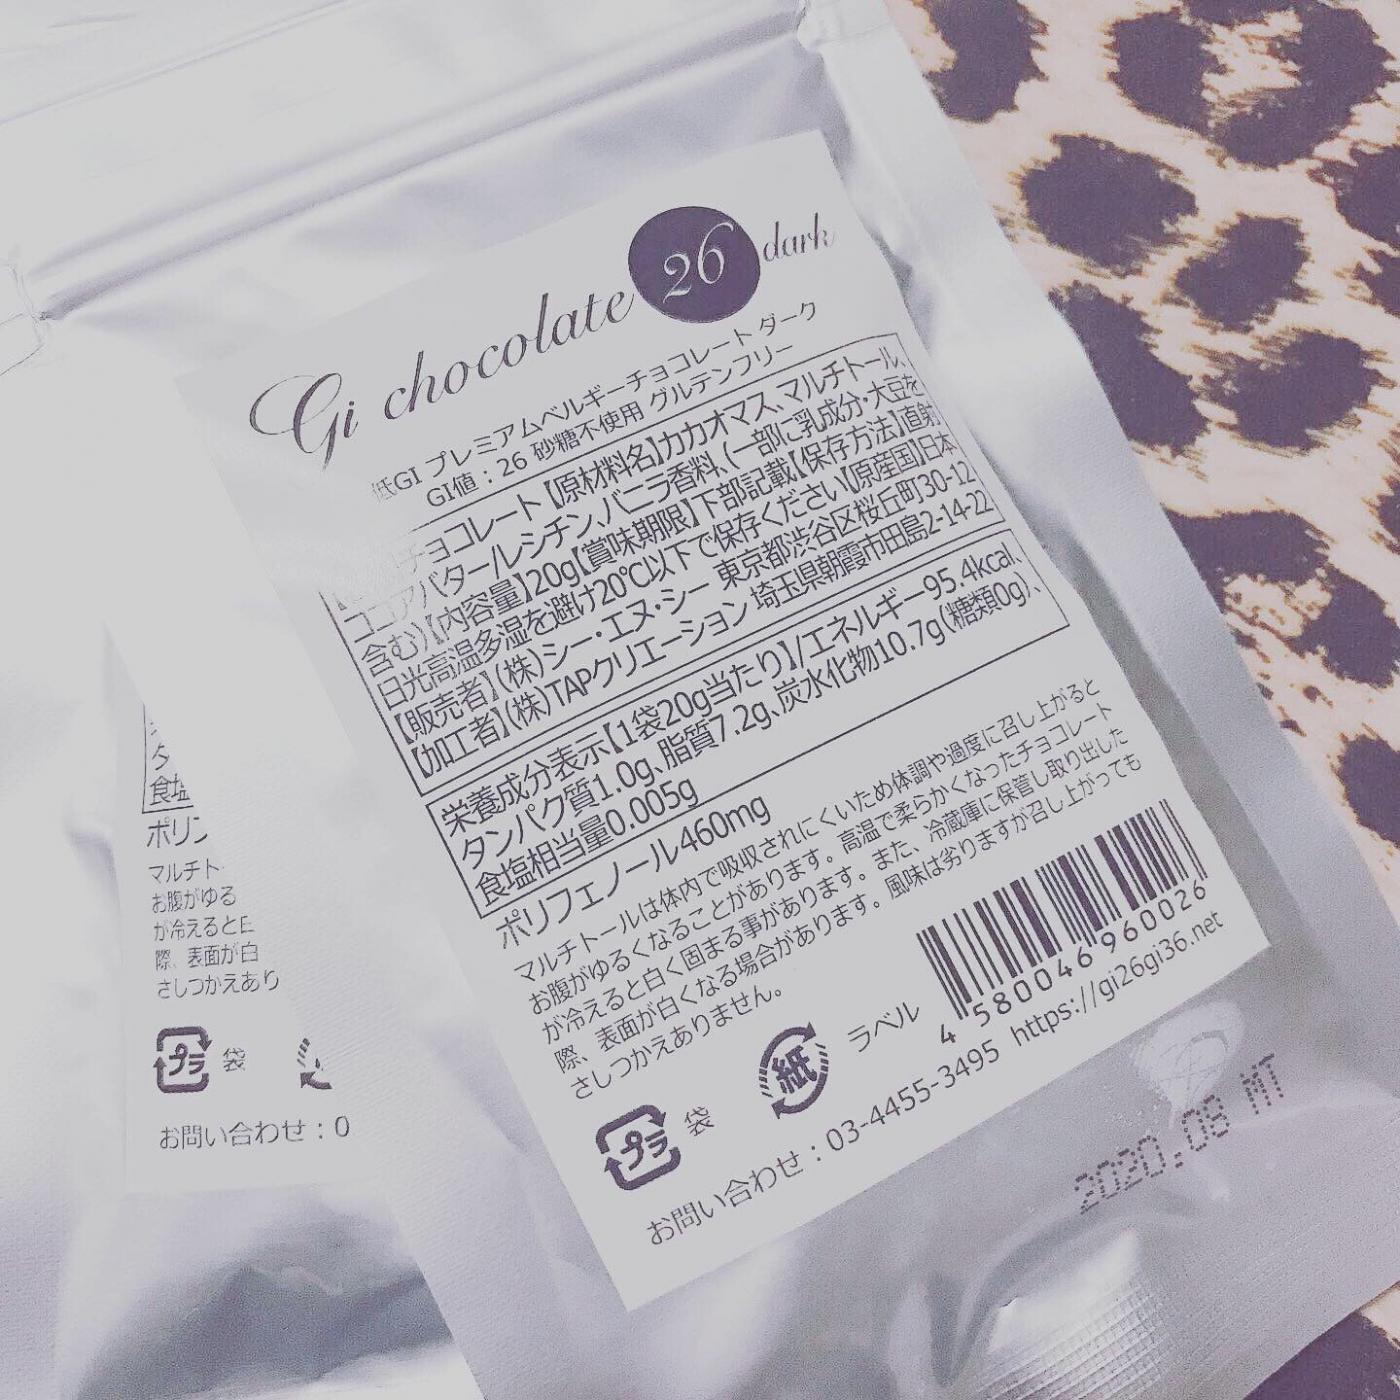 Gi chocolate 26 dark
低GI プレミアムベルギーチョコレート ダーク
GI値：26 砂糖不使用 グルテンフリー
チョコレート【原材料名】カカオマス、マルチトール、
ココアバター/レシチン、バニラ香料、(一部に乳成分・大豆を
含む)【内容量】20g【賞味期限】下部記載【保存方法】直射
日光高温多湿を避け20℃以下で保存ください【原産国】日本
【販売者】(株)シー・エヌ・シー 東京都渋谷区桜丘町30-12
【加工者】(株)TAPクリエーション 埼玉県朝霞市田島2-14-22
栄養成分表示【1袋20g当たり】/エネルギー95.4kcal、
タンパク質1.0g、脂質7.2g、炭水化物10.7g(糖類0g)、
食塩相当量0.005g
ポリフェノール460mg
マルチトールは体内で吸収されにくいため体調や過度に召し上がると
お腹がゆるくなることがあります。高温で柔らかくなったチョコレート
が冷えると白く固まる事があります。また、冷蔵庫に保管し取り出した
際、表面が白くなる場合があります。風味は劣りますが召し上がっても
さしつかえありません。
プラ 袋
紙 ラベル
4 580046 960026
お問い合わせ：03-4455-3495 https://gi26gi36.net
2020.08 MT
タ
食塩
ポリ
マルチト
お腹がゆる
が冷えると
際、表面が白
さしつかえあり
プラ 袋
お問い合わせ：0